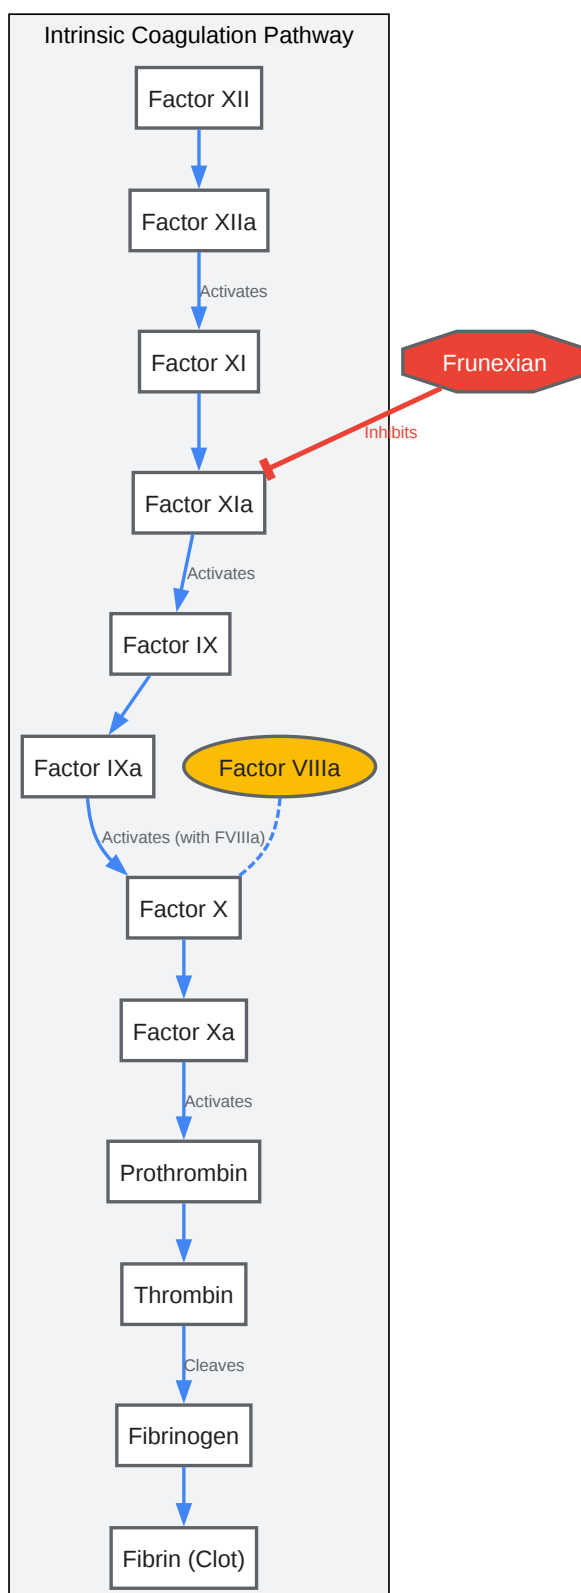 Intrinsic Coagulation Pathway
Factor XII
Factor XIIa
Activates
Factor XI
Frunexian
Inhibits
Factor XIa
Activates
Factor IX
Factor IXa
Factor VIIIa
Activates (with FVIIIa)
Factor X
Factor Xa
Activates
Prothrombin
Thrombin
Cleaves
Fibrinogen
Fibrin (Clot)